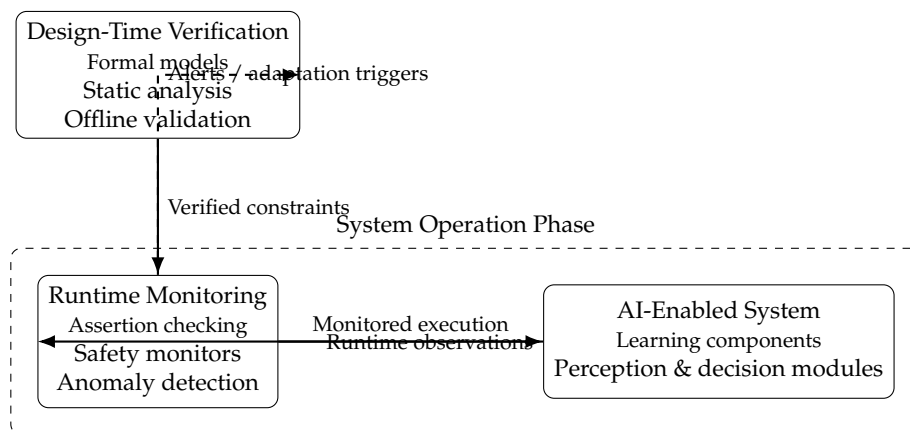 Design-Time Verification
Formal models
Alerts / adaptation triggers
Static analysis
Offline validation
Verified constraints
System Operation Phase
Runtime Monitoring
Assertion checking
Safety monitors
Anomaly detection
Monitored execution
Runtime observations
AI-Enabled System
Learning components
Perception & decision modules